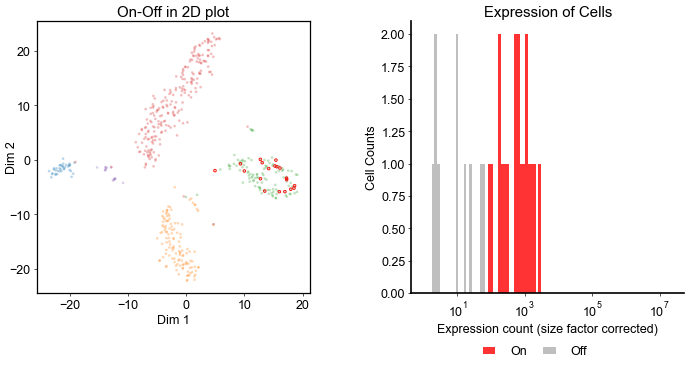 On-Off in 2D plot
20
10
0
−10
−20
Dim 2
−20 −10 0 10 20
Dim 1
Expression of Cells
2.00
1.75
1.50
1.25
1.00
0.75
0.50
0.25
0.00
Cell Counts
10^1 10^3 10^5 10^7
Expression count (size factor corrected)
On Off